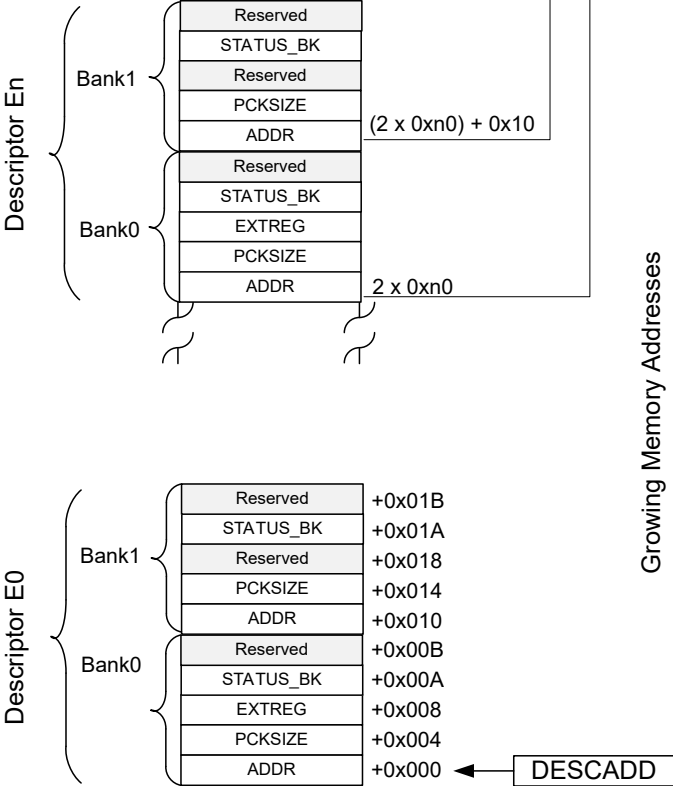 Reserved
STATUS_BK
Reserved
PCKSIZE
ADDR
(2 x 0xn0) + 0x10
Bank1
Reserved
STATUS_BK
EXTREG
PCKSIZE
ADDR
2 x 0xn0
Bank0
Descriptor En
Growing Memory Addresses
Reserved +0x01B
STATUS_BK +0x01A
Reserved +0x018
PCKSIZE +0x014
ADDR +0x010
Bank1
Reserved +0x00B
STATUS_BK +0x00A
EXTREG +0x008
PCKSIZE +0x004
ADDR +0x000
Bank0
Descriptor E0
DESCADD